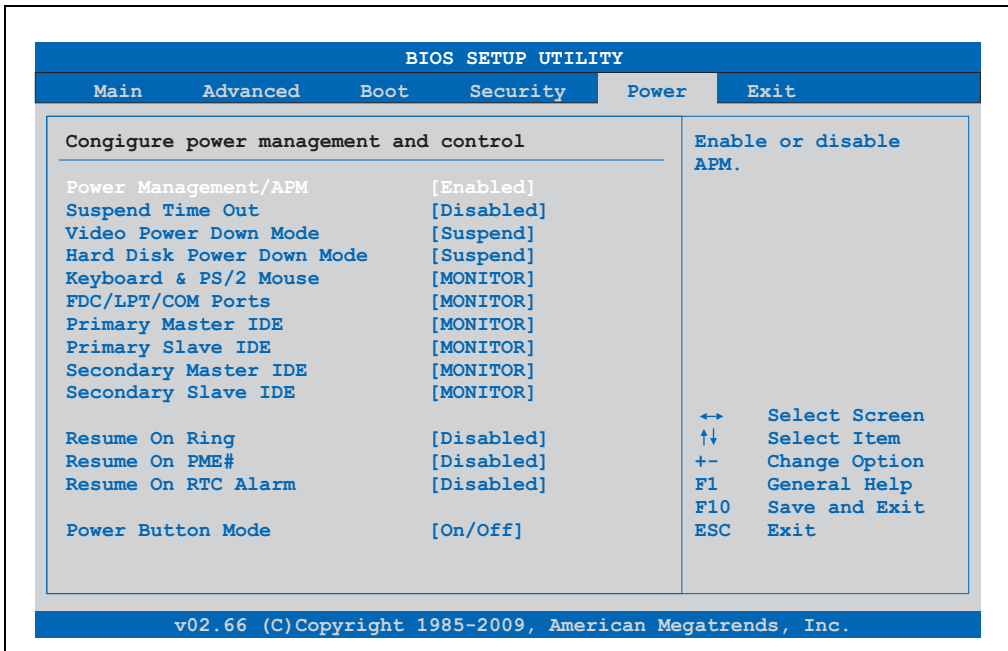 BIOS SETUP UTILITY
Main Advanced Boot Security Power Exit
Congigure power management and control
Power Management/APM [Enabled]
Suspend Time Out [Disabled]
Video Power Down Mode [Suspend]
Hard Disk Power Down Mode [Suspend]
Keyboard & PS/2 Mouse [MONITOR]
FDC/LPT/COM Ports [MONITOR]
Primary Master IDE [MONITOR]
Primary Slave IDE [MONITOR]
Secondary Master IDE [MONITOR]
Secondary Slave IDE [MONITOR]
Resume On Ring [Disabled]
Resume On PME# [Disabled]
Resume On RTC Alarm [Disabled]
Power Button Mode [On/Off]
Enable or disable
APM.
↔ Select Screen
↑↓ Select Item
+- Change Option
F1 General Help
F10 Save and Exit
ESC Exit
v02.66 (C)Copyright 1985-2009, American Megatrends, Inc.